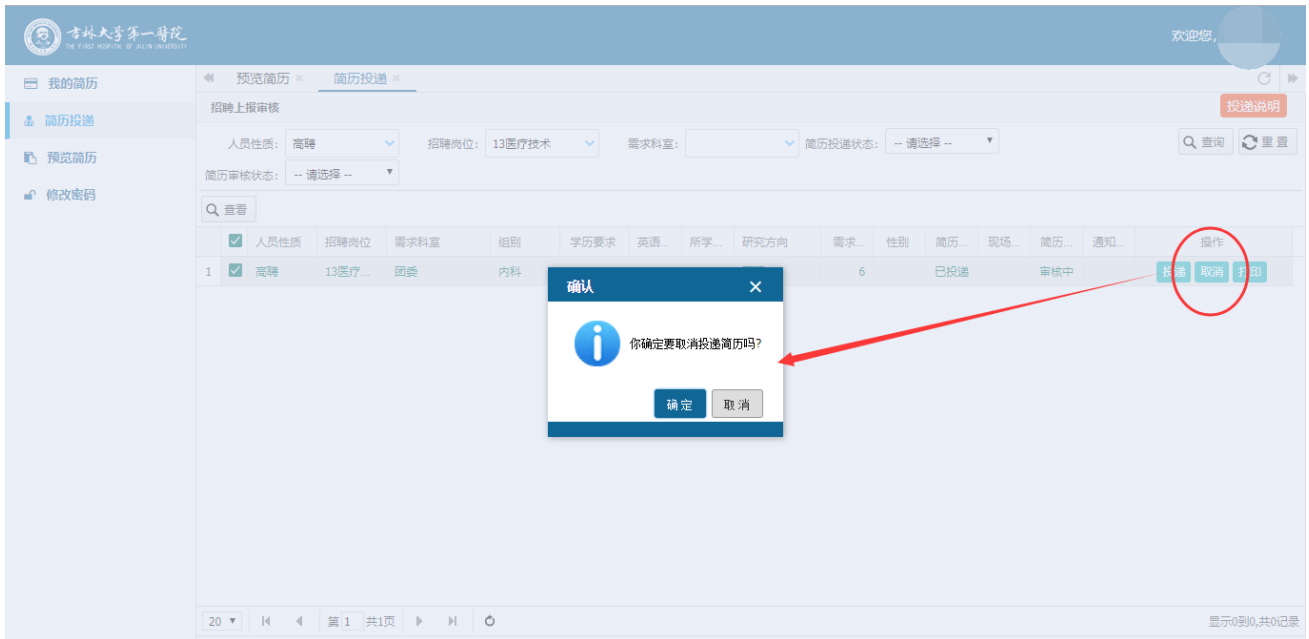 吉林大学第一醫院
THE FIRST HOSPITAL OF JILIN UNIVERSITY
欢迎您,
我的简历
简历投递
预览简历
修改密码
预览简历 × 简历投递 ×
招聘上报审核 投递说明
人员性质: 高聘 招聘岗位: 13医疗技术 需求科室: 简历投递状态: -- 请选择 -- 查询 重置
简历审核状态: -- 请选择 --
查看
人员性质 招聘岗位 需求科室 组别 学历要求 英语... 所学... 研究方向 需求... 性别 简历... 现场... 简历... 通知... 操作
1 高聘 13医疗... 团委 内科 6 已投递 审核中 投递 取消 打印
确认
你确定要取消投递简历吗?
确定 取消
20 第 1 共1页 显示0到0,共0记录